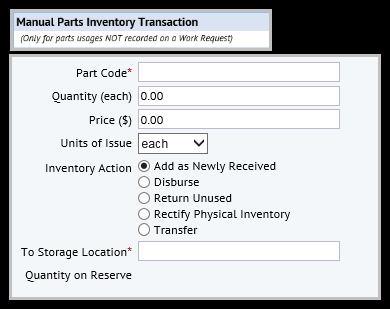 Manual Parts Inventory Transaction
(Only for parts usages NOT recorded on a Work Request)
Part Code*
Quantity (each) 0.00
Price ($) 0.00
Units of Issue each
Inventory Action Add as Newly Received
Disburse
Return Unused
Rectify Physical Inventory
Transfer
To Storage Location*
Quantity on Reserve